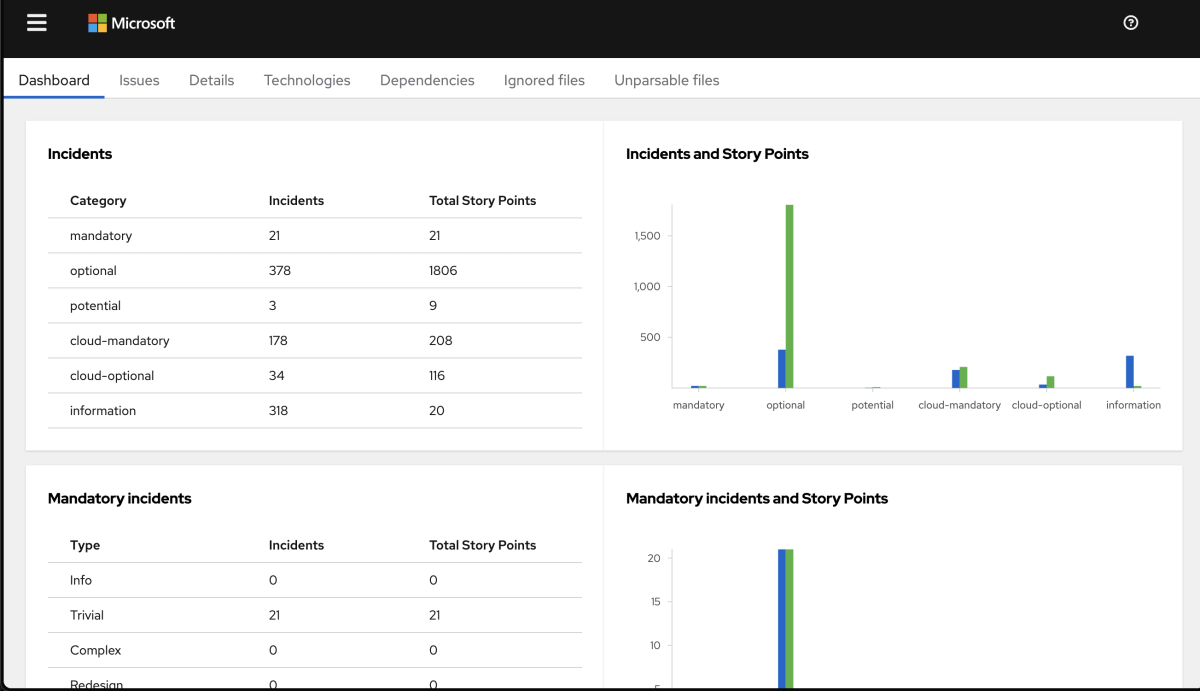 Microsoft
Dashboard Issues Details Technologies Dependencies Ignored files Unparsable files
Incidents
Category Incidents Total Story Points
mandatory 21 21
optional 378 1806
potential 3 9
cloud-mandatory 178 208
cloud-optional 34 116
information 318 20
Incidents and Story Points
1,500
1,000
500
mandatory optional potential cloud-mandatory cloud-optional information
Mandatory incidents
Type Incidents Total Story Points
Info 0 0
Trivial 21 21
Complex 0 0
Redesign 0 0
Mandatory incidents and Story Points
20
15
10
5